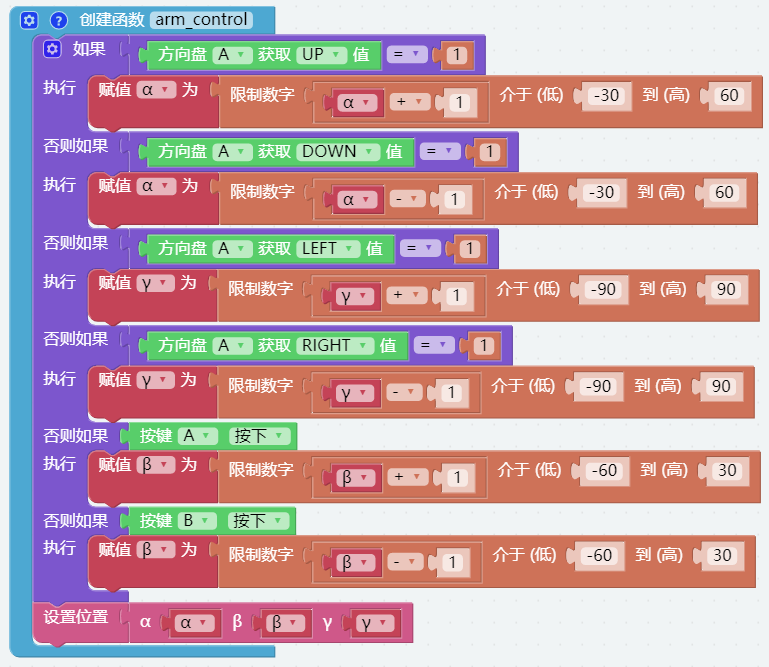 创建函数 arm_control
如果 方向盘 A 获取 UP 值 = 1
执行 赋值 α 为 限制数字 α + 1 介于 (低) -30 到 (高) 60
否则如果 方向盘 A 获取 DOWN 值 = 1
执行 赋值 α 为 限制数字 α - 1 介于 (低) -30 到 (高) 60
否则如果 方向盘 A 获取 LEFT 值 = 1
执行 赋值 γ 为 限制数字 γ + 1 介于 (低) -90 到 (高) 90
否则如果 方向盘 A 获取 RIGHT 值 = 1
执行 赋值 γ 为 限制数字 γ - 1 介于 (低) -90 到 (高) 90
否则如果 按键 A 按下
执行 赋值 β 为 限制数字 β + 1 介于 (低) -60 到 (高) 30
否则如果 按键 B 按下
执行 赋值 β 为 限制数字 β - 1 介于 (低) -60 到 (高) 30
设置位置 α α β β γ γ